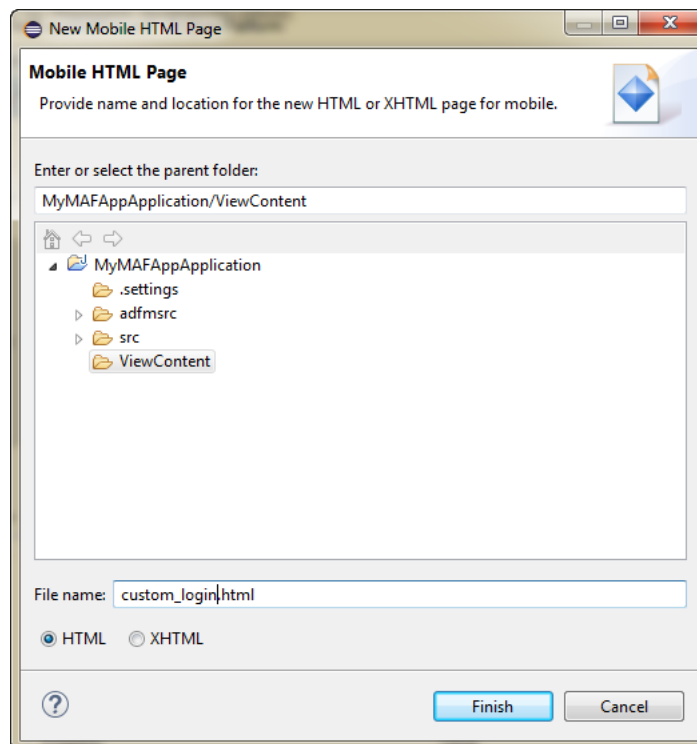 New Mobile HTML Page
Mobile HTML Page
Provide name and location for the new HTML or XHTML page for mobile.
Enter or select the parent folder:
MyMAFAppApplication/ViewContent
MyMAFAppApplication
.settings
adfmsrc
src
ViewContent
File name: custom_login.html
HTML XHTML
Finish Cancel